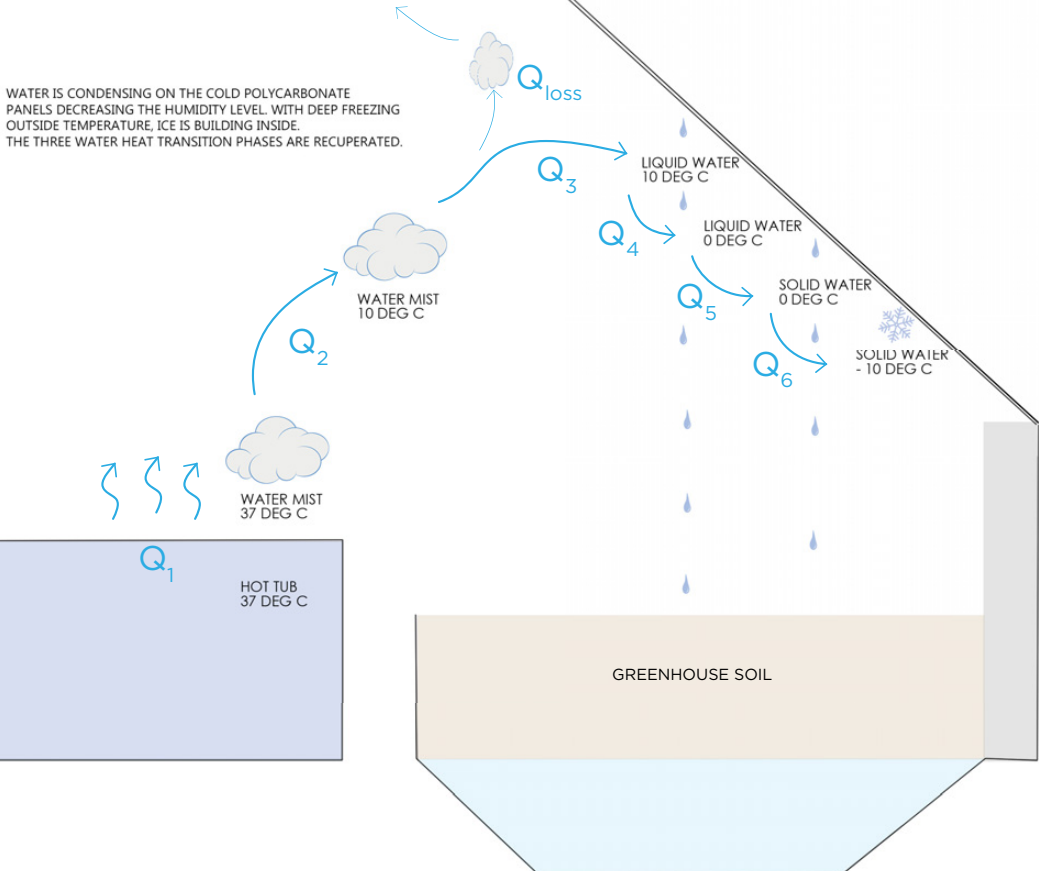 WATER IS CONDENSING ON THE COLD POLYCARBONATE
PANELS DECREASING THE HUMIDITY LEVEL. WITH DEEP FREEZING
OUTSIDE TEMPERATURE, ICE IS BUILDING INSIDE.
THE THREE WATER HEAT TRANSITION PHASES ARE RECUPERATED.
Qloss
Q3
LIQUID WATER
10 DEG C
Q4
LIQUID WATER
0 DEG C
Q5
SOLID WATER
0 DEG C
Q6
SOLID WATER
- 10 DEG C
WATER MIST
10 DEG C
Q2
WATER MIST
37 DEG C
Q1
HOT TUB
37 DEG C
GREENHOUSE SOIL